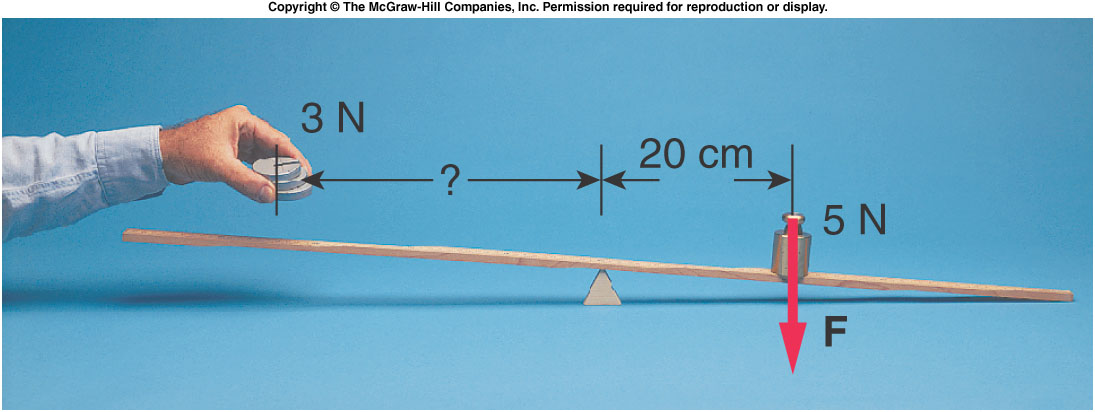 Copyright © The McGraw-Hill Companies, Inc. Permission required for reproduction or display.
3 N
?
20 cm
5 N
F